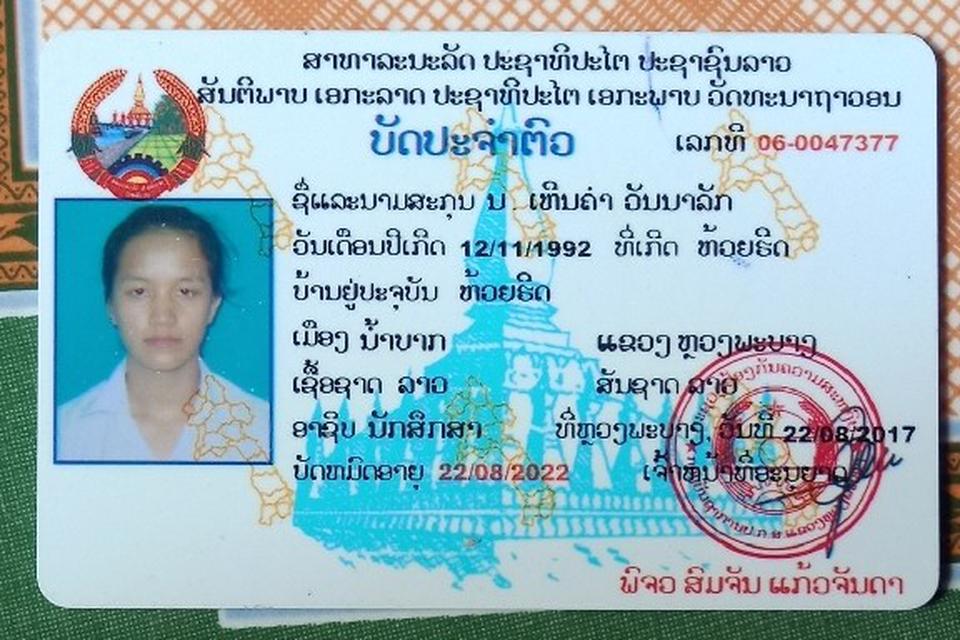 ສາທາລະນະລັດ ປະຊາທິປະໄຕ ປະຊາຊົນລາວ
ສັນຕິພາບ ເອກະລາດ ປະຊາທິປະໄຕ ເອກະພາບ ວັດທະນາຖາວອນ
ບັດປະຈຳຕົວ ເລກທີ 06-0047377
ຊື່ແລະນາມສະກຸນ ນ. ເຫີນຄຳ ວັນນາລັກ
ວັນເດືອນປີເກີດ 12/11/1992 ທີ່ເກີດ ຫ້ວຍຣິດ
ບ້ານຢູ່ປະຈຸບັນ ຫ້ວຍຣິດ
ເມືອງ ນ້ຳບາກ ແຂວງ ຫຼວງພະບາງ
ເຊື້ອຊາດ ລາວ ສັນຊາດ ລາວ
ອາຊີບ ນັກສຶກສາ ທີ່ຫຼວງພະບາງ, ວັນທີ 22/08/2017
ບັດຫມົດອາຍຸ 22/08/2022 ເຈົ້າຫນ້າທີ່ອະນຸຍາດ
ພົຈວ ສົມຈັນ ແກ້ວຈັນດາ